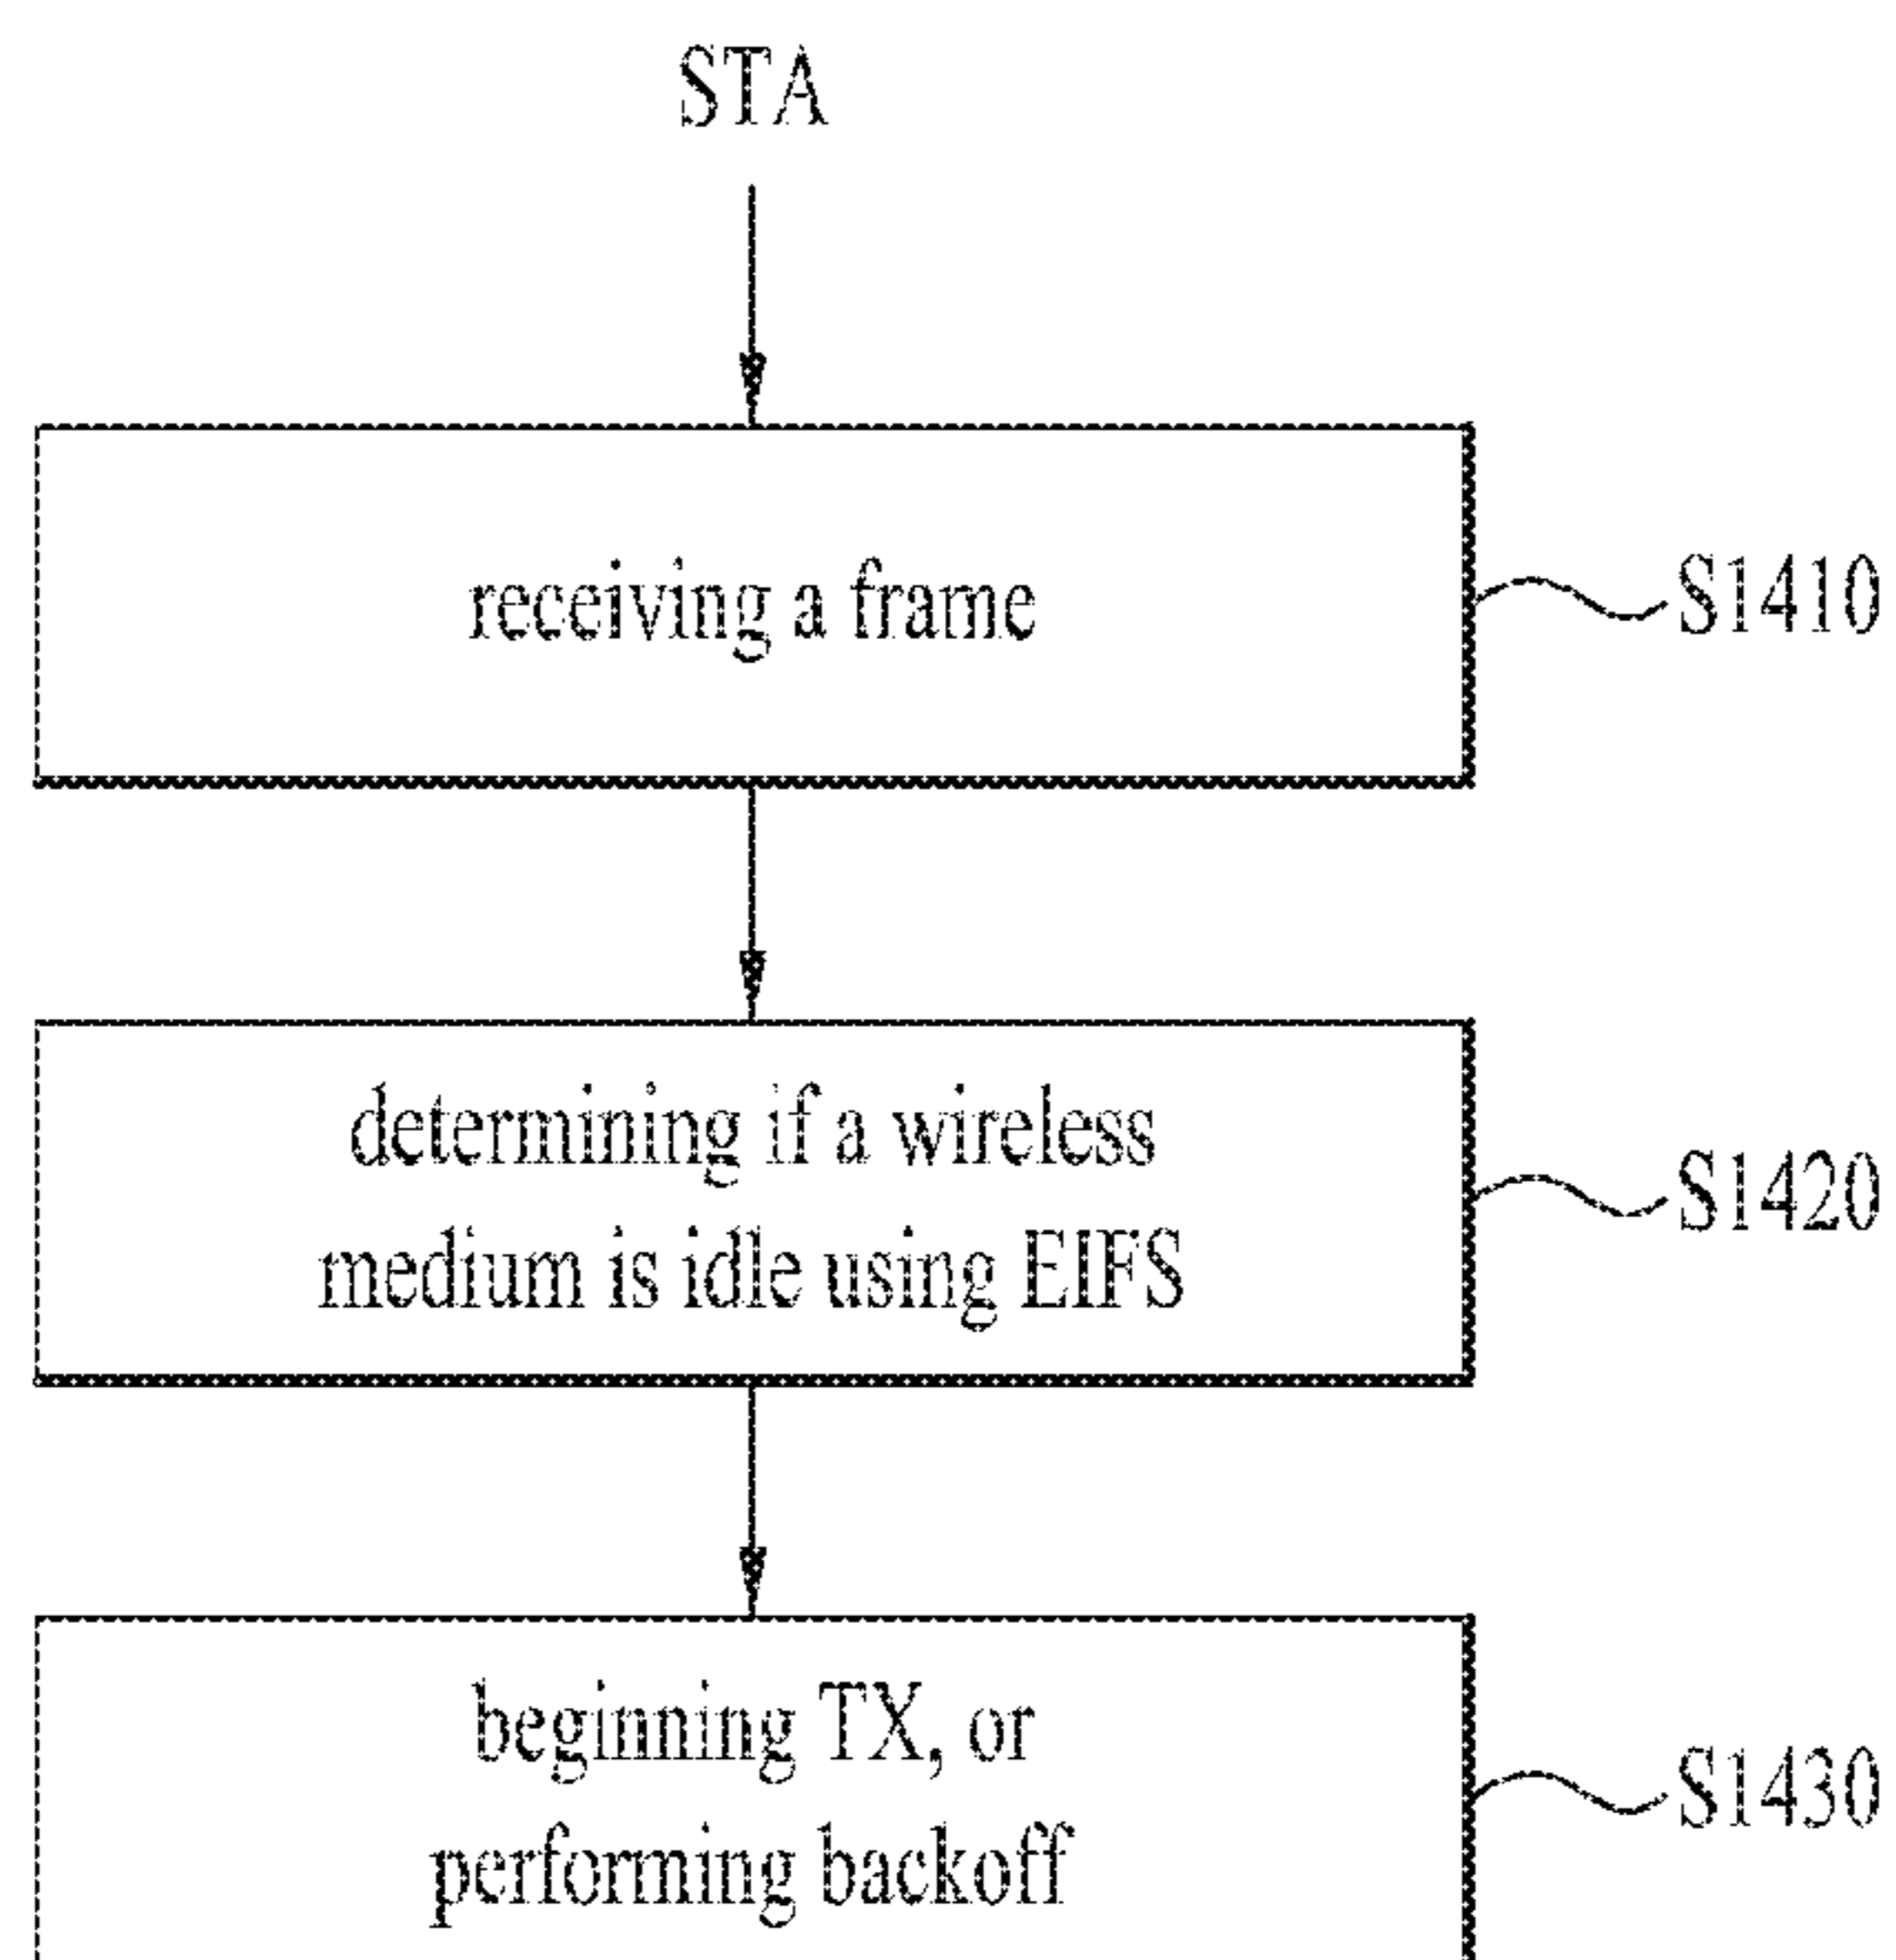 STA
receiving a frame
S1410
determining if a wireless
medium is idle using EIFS
S1420
beginning TX, or
performing backoff
S1430